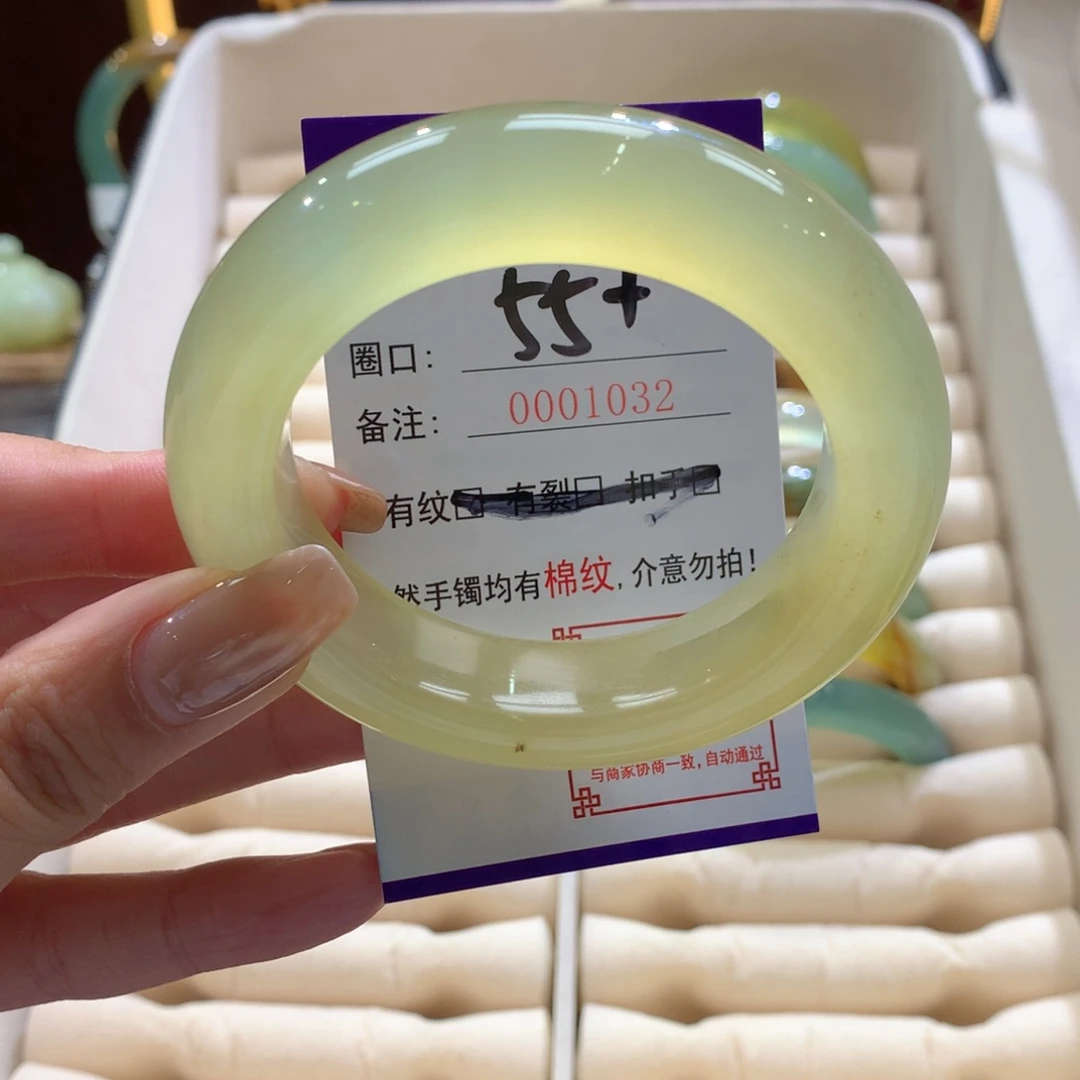 圈口: 55+
备注: 0001032
有纹口 有裂口 扣手口
然手镯均有棉纹,介意勿拍!
与商家协商一致,自动通过